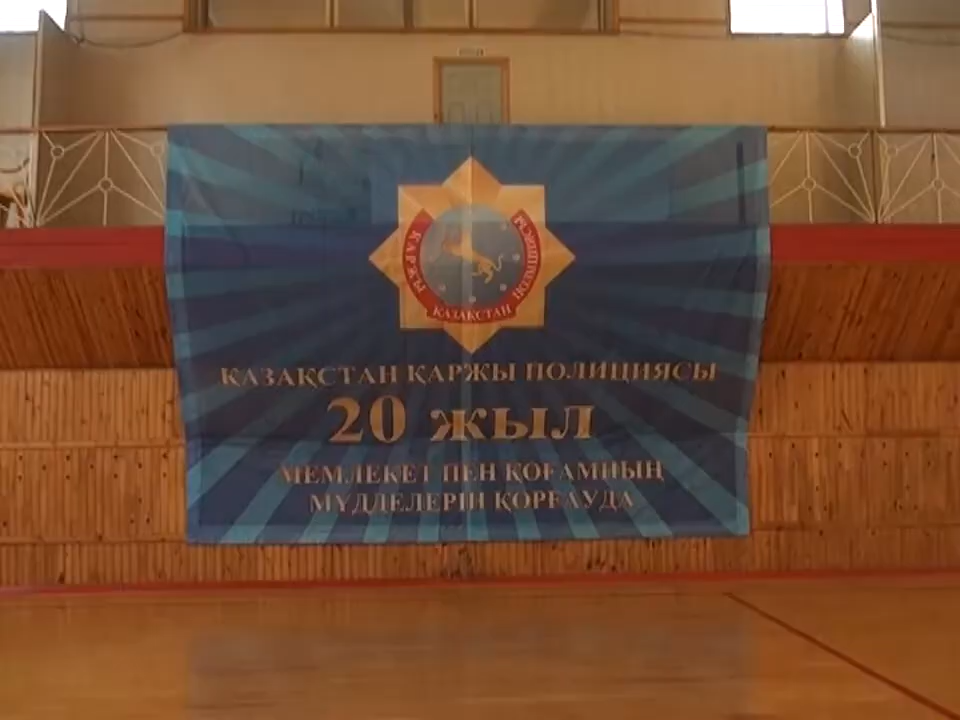 ҚАРЖЫ ПОЛИЦИЯСЫ
ҚАЗАҚСТАН
ҚАЗАҚСТАН ҚАРЖЫ ПОЛИЦИЯСЫ
20 ЖЫЛ
МЕМЛЕКЕТ ПЕН ҚОҒАМНЫҢ
МҮДДЕЛЕРІН ҚОРҒАУДА